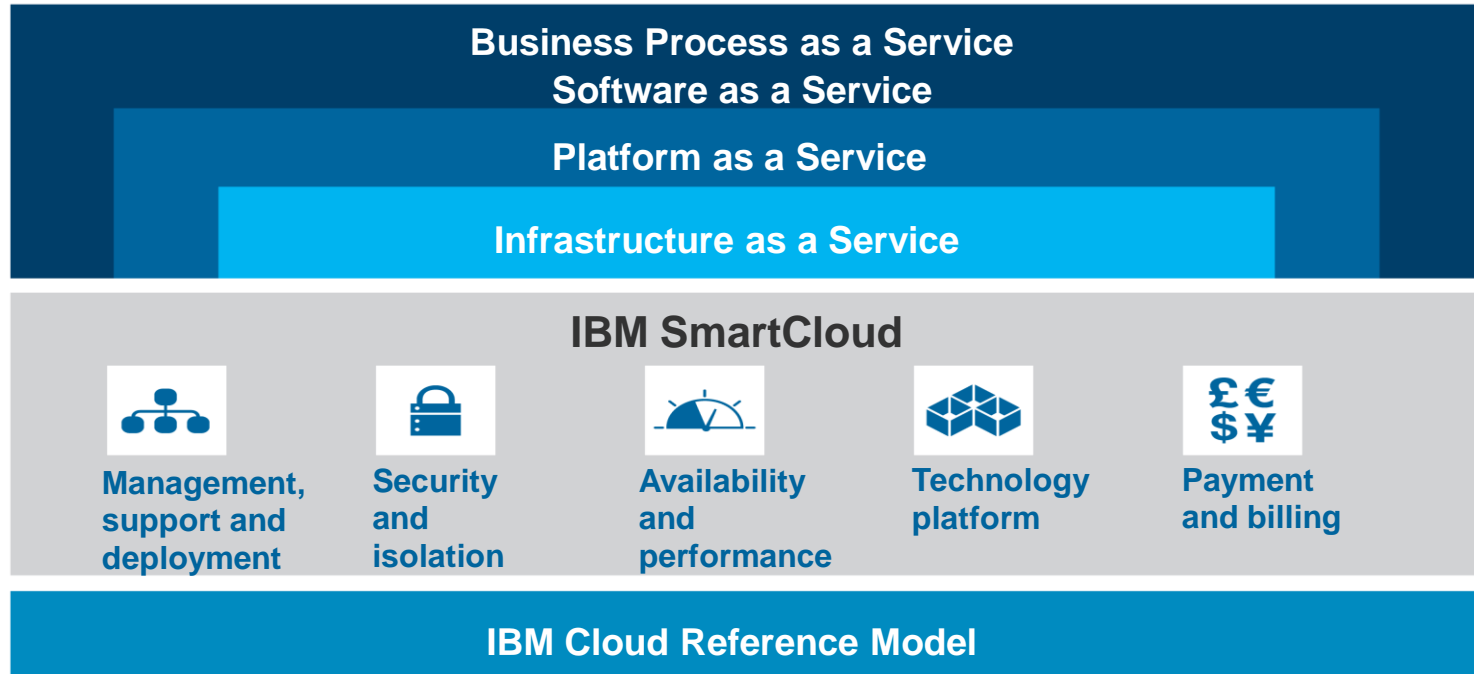 Business Process as a Service
Software as a Service
Platform as a Service
Infrastructure as a Service
IBM SmartCloud
£ €
$ ¥
Management,
support and
deployment
Security
and
isolation
Availability
and
performance
Technology
platform
Payment
and billing
IBM Cloud Reference Model